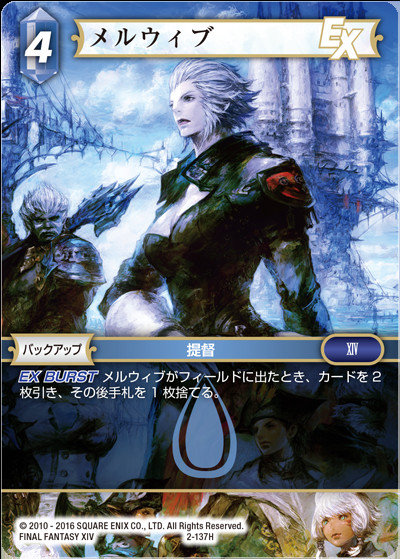 4
メルウィブ
EX
バックアップ
提督
XIV
EX BURST メルウィブがフィールドに出たとき、カードを2
枚引き、その後手札を1枚捨てる。
© 2010 - 2016 SQUARE ENIX CO., LTD. All Rights Reserved.
FINAL FANTASY XIV
2-137H